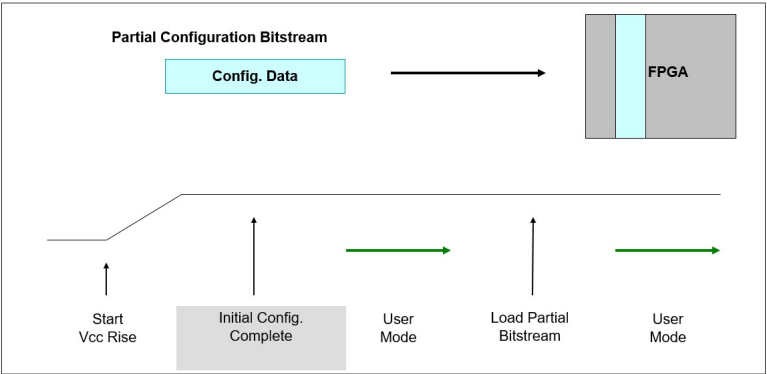 Partial Configuration Bitstream
Config. Data
FPGA
Start
Vcc Rise
Initial Config.
Complete
User
Mode
Load Partial
Bitstream
User
Mode